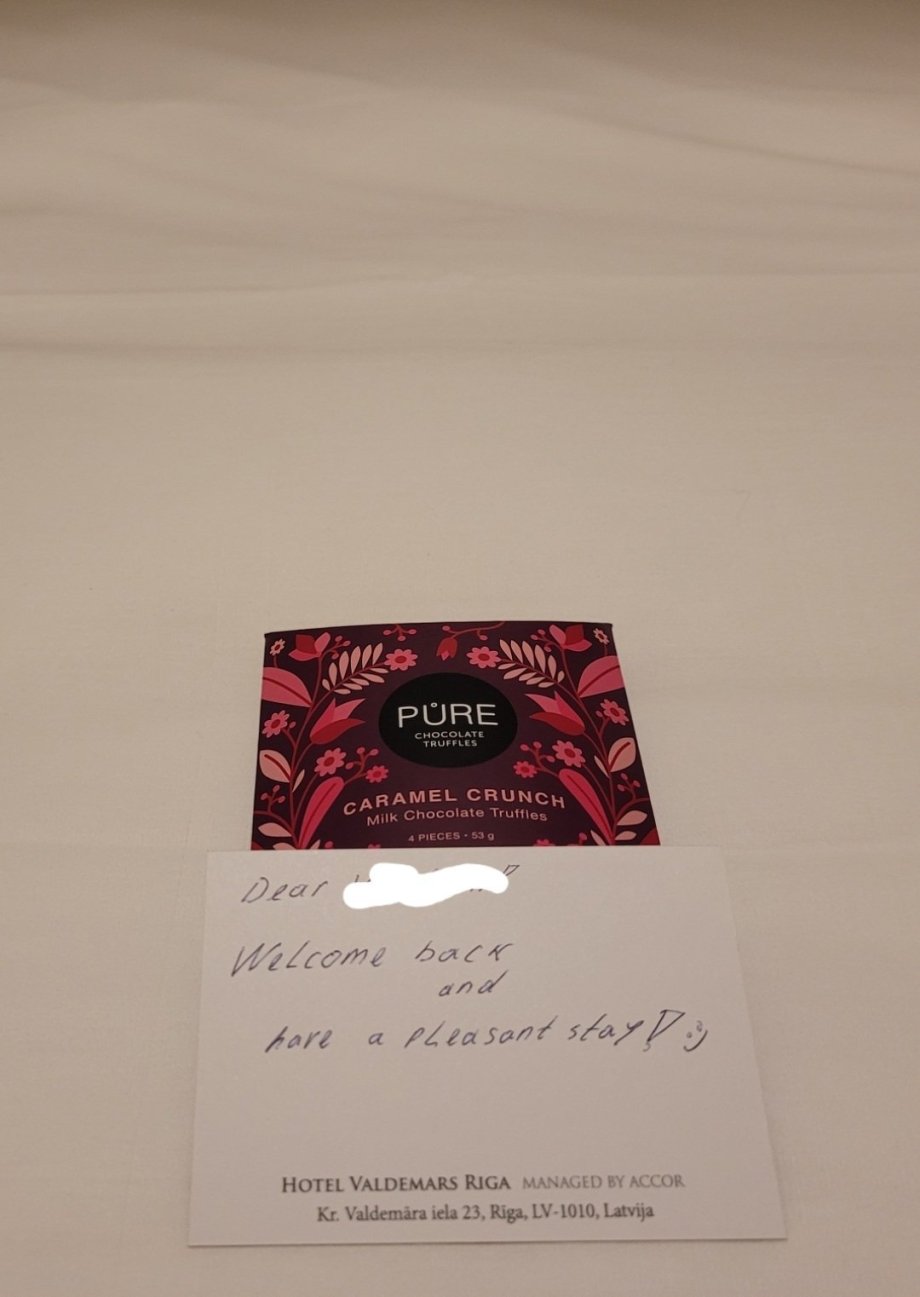 PURE
CHOCOLATE
TRUFFLES
CARAMEL CRUNCH
Milk Chocolate Truffles
4 PIECES • 53 g
Dear
Welcome back
and
have a pleasant stay! :)
HOTEL VALDEMARS RIGA MANAGED BY ACCOR
Kr. Valdemāra iela 23, Rīga, LV-1010, Latvija